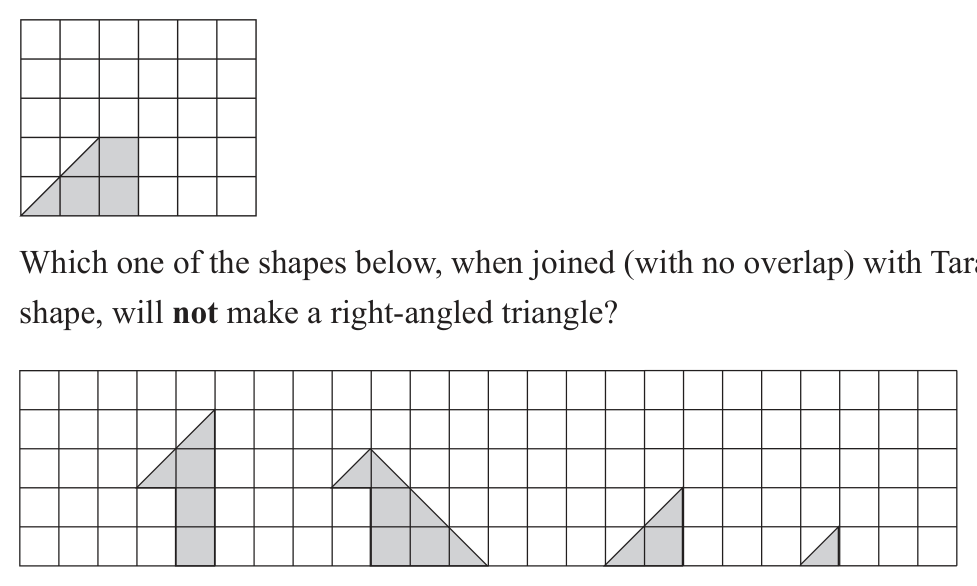 Which one of the shapes below, when joined (with no overlap) with
shape, will not make a right-angled triangle?